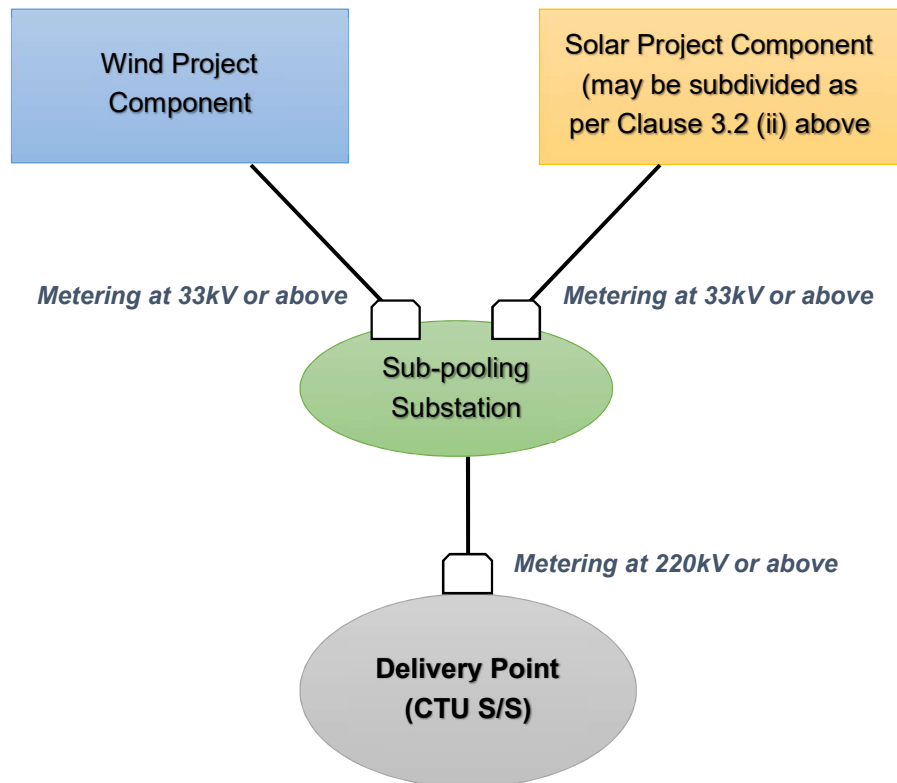 Wind Project
Component
Solar Project Component
(may be subdivided as
per Clause 3.2 (ii) above
Metering at 33kV or above
Metering at 33kV or above
Sub-pooling
Substation
Metering at 220kV or above
Delivery Point
(CTU S/S)